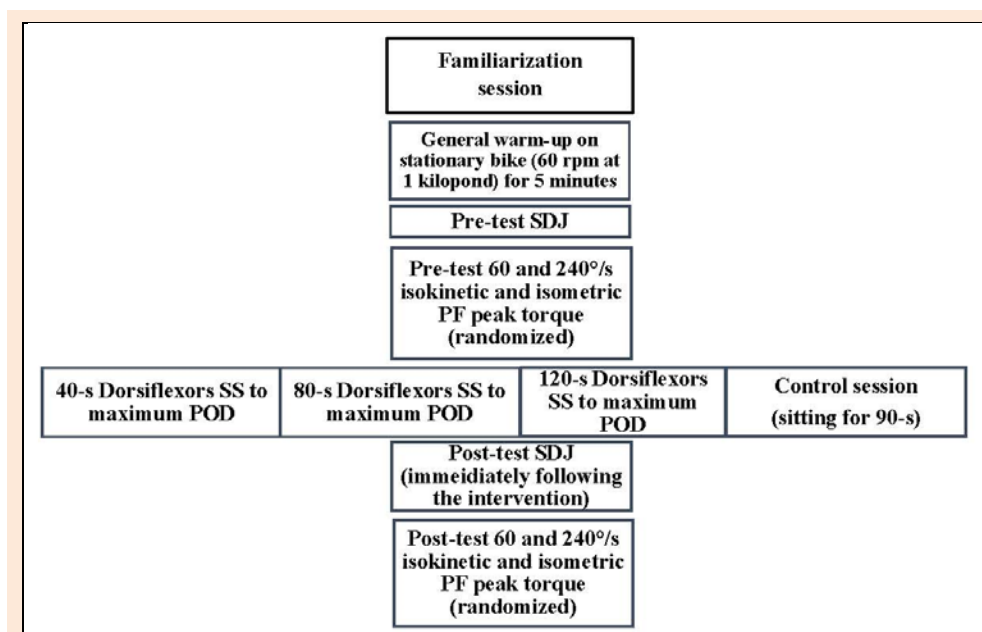 Familiarization
session
General warm-up on
stationary bike (60 rpm at
1 kilopond) for 5 minutes
Pre-test SDJ
Pre-test 60 and 240°/s
isokinetic and isometric
PF peak torque
(randomized)
40-s Dorsiflexors SS to
maximum POD
80-s Dorsiflexors SS to
maximum POD
120-s Dorsiflexors
SS to maximum
POD
Control session
(sitting for 90-s)
Post-test SDJ
(immeidiately following
the intervention)
Post-test 60 and 240°/s
isokinetic and isometric
PF peak torque
(randomized)